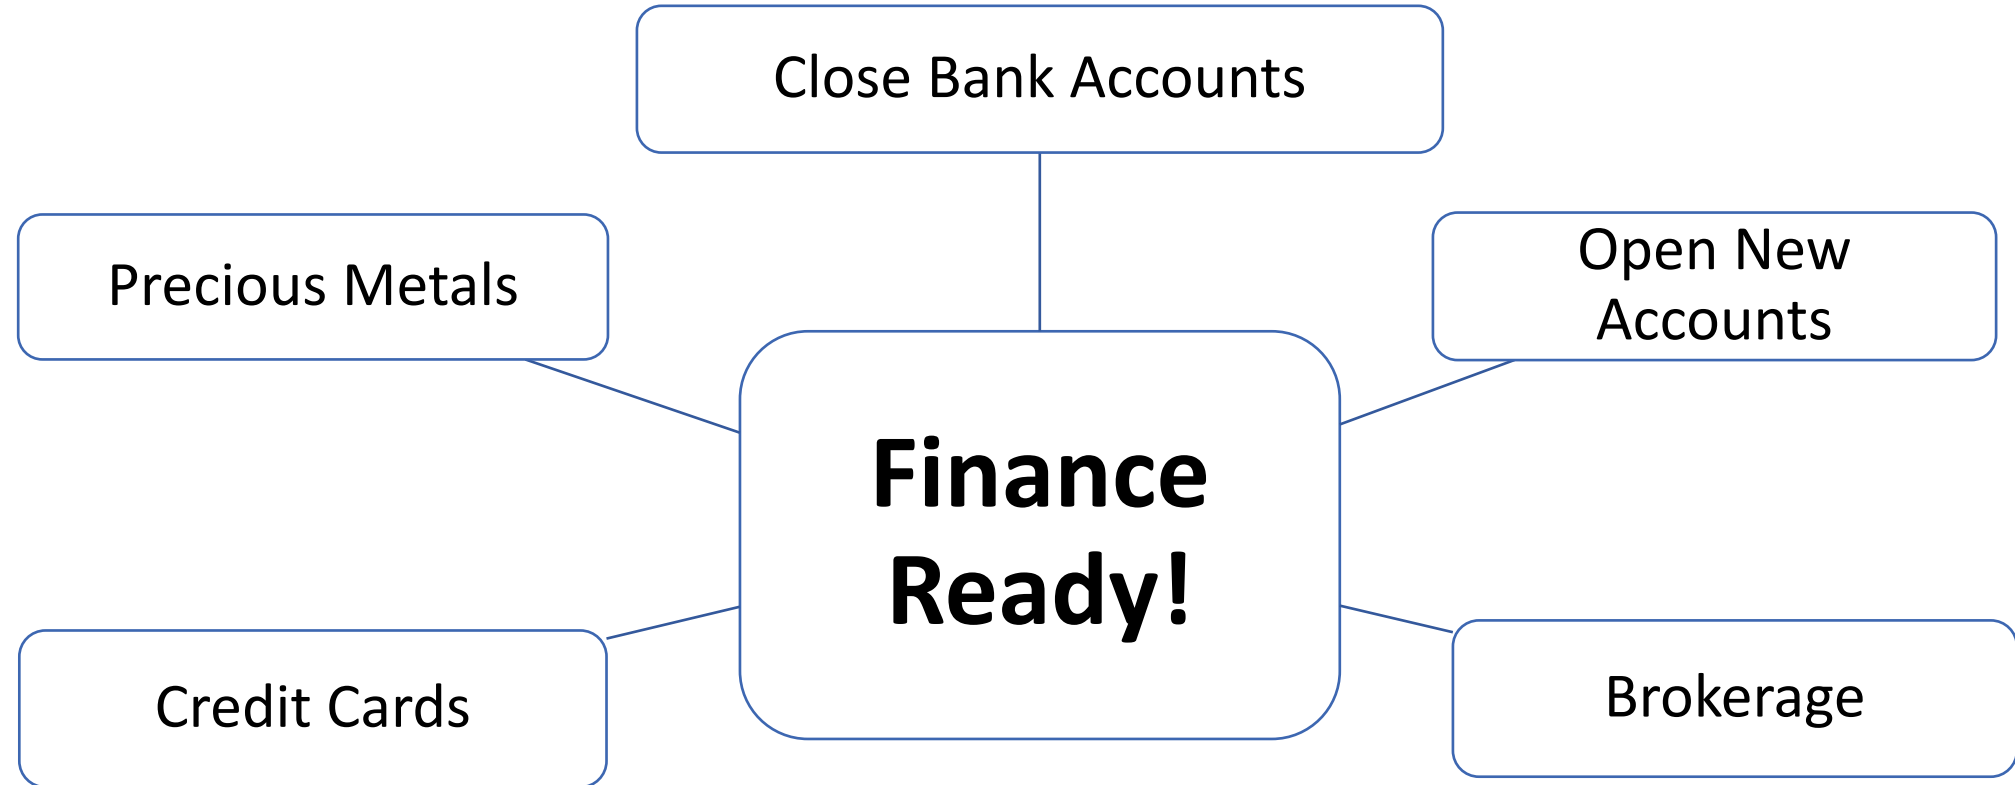 Close Bank Accounts
Precious Metals
Open New
Accounts
Finance
Ready!
Credit Cards
Brokerage